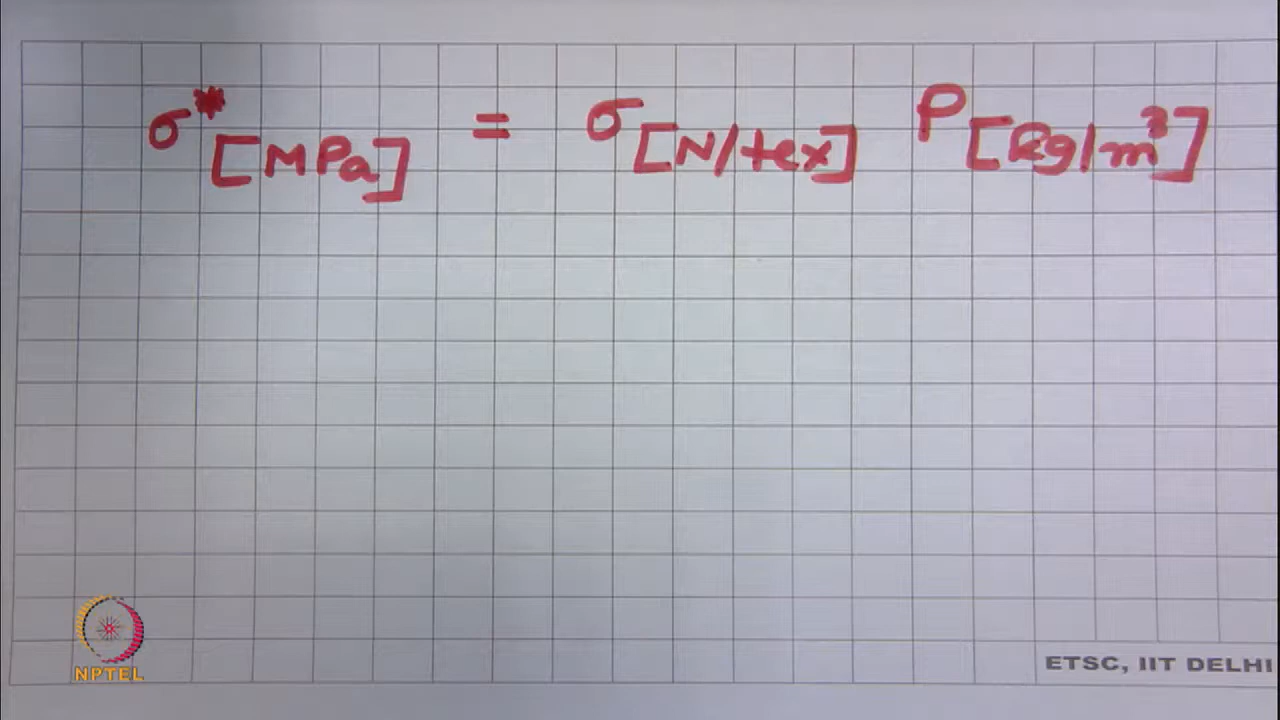 σ*[MPa] = σ[N/tex] ρ[kg/m³]
NPTEL
ETSC, IIT DELHI